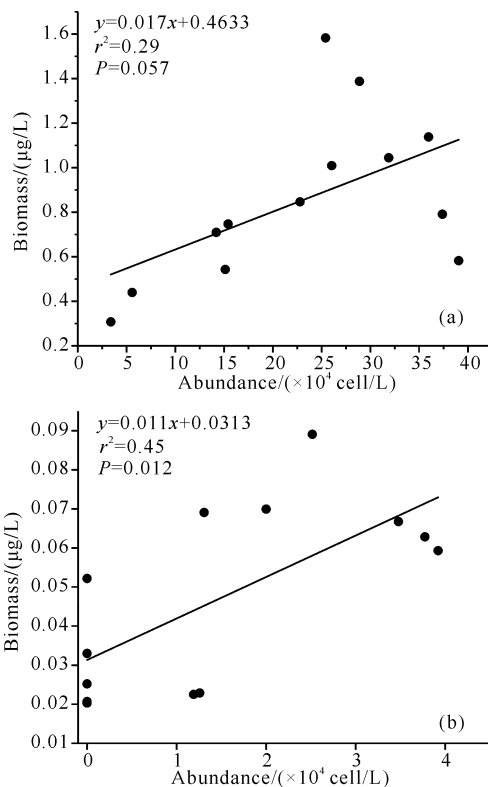 y=0.017x+0.4633
r²=0.29
P=0.057
1.6
1.4
1.2
1.0
0.8
0.6
0.4
0.2
Biomass/(μg/L)
(a)
0 5 10 15 20 25 30 35 40
Abundance/(×10⁴ cell/L)
y=0.011x+0.0313
r²=0.45
P=0.012
0.09
0.08
0.07
0.06
0.05
0.04
0.03
0.02
0.01
Biomass/(μg/L)
(b)
0 1 2 3 4
Abundance/(×10⁴ cell/L)